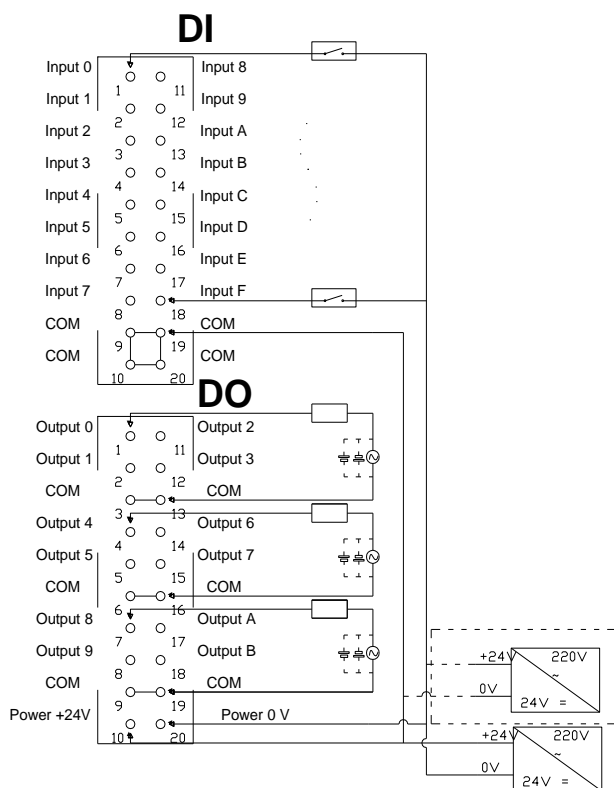 DI
Input 0 Input 8
1 11
Input 1 Input 9
2 12
Input 2 Input A
3 13
Input 3 Input B
4 14
Input 4 Input C
5 15
Input 5 Input D
6 16
Input 6 Input E
7 17
Input 7 Input F
8 18
COM COM
9 19
COM COM
10 20
DO
Output 0 Output 2
1 11
Output 1 Output 3
2 12
COM COM
3 13
Output 4 Output 6
4 14
Output 5 Output 7
5 15
COM COM
6 16
Output 8 Output A
7 17
Output 9 Output B
8 18
COM COM
9 19
Power +24V Power 0 V
10 20
+24V 220V
~
0V
24V =
+24V 220V
~
0V
24V =